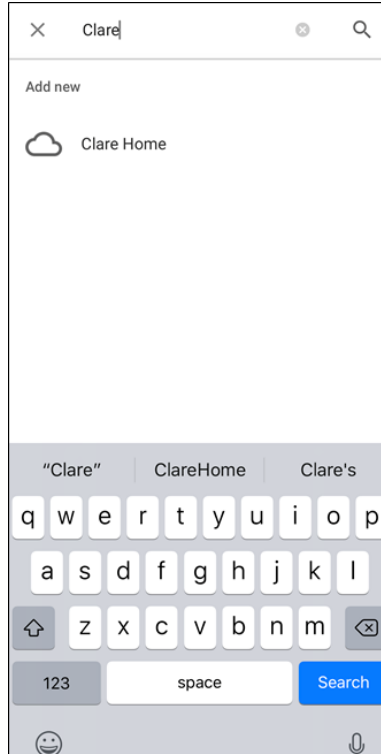 Clare
Add new
Clare Home
“Clare” ClareHome Clare's
q w e r t y u i o p
a s d f g h j k l
z x c v b n m
123 space Search